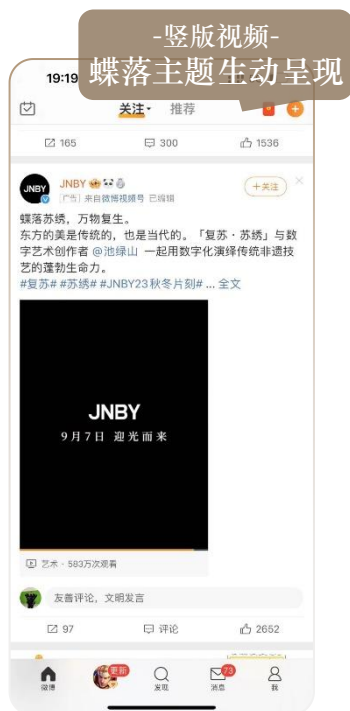 -竖版视频-
蝶落主题生动呈现
19:19
关注 推荐
165 300 1536
JNBY
JNBY
[广告] 来自微博视频号 已编辑
+关注
蝶落苏绣，万物复生。
东方的美是传统的，也是当代的。「复苏·苏绣」与数
字艺术创作者 @池绿山 一起用数字化演绎传统非遗技
艺的蓬勃生命力。
#复苏# #苏绣# #JNBY23秋冬片刻# ... 全文
JNBY
9月7日 迎光而来
艺术 · 583万次观看
友善评论，文明发言
97 评论 2652
更新 73
微博 发现 消息 我